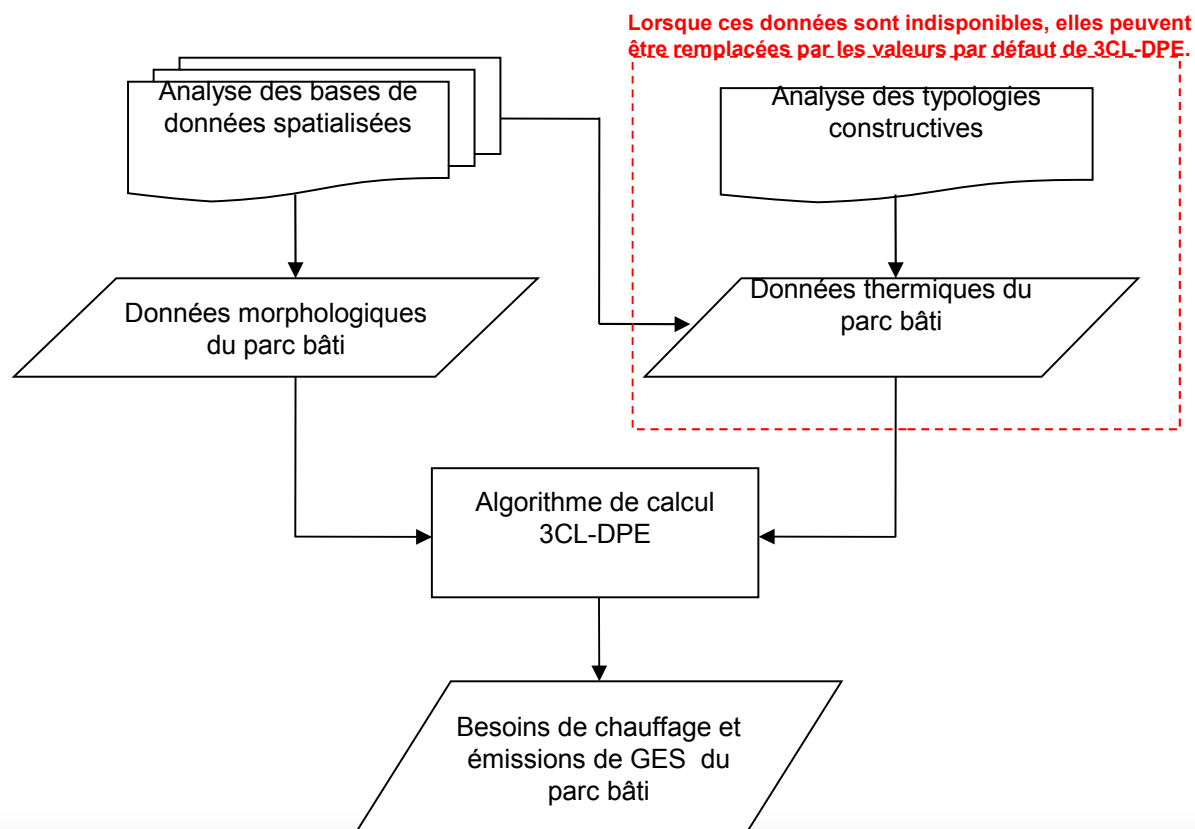 Lorsque ces données sont indisponibles, elles peuvent
être remplacées par les valeurs par défaut de 3CL-DPE.
Analyse des bases de
données spatialisées
Analyse des typologies
constructives
Données morphologiques
du parc bâti
Données thermiques du
parc bâti
Algorithme de calcul
3CL-DPE
Besoins de chauffage et
émissions de GES du
parc bâti